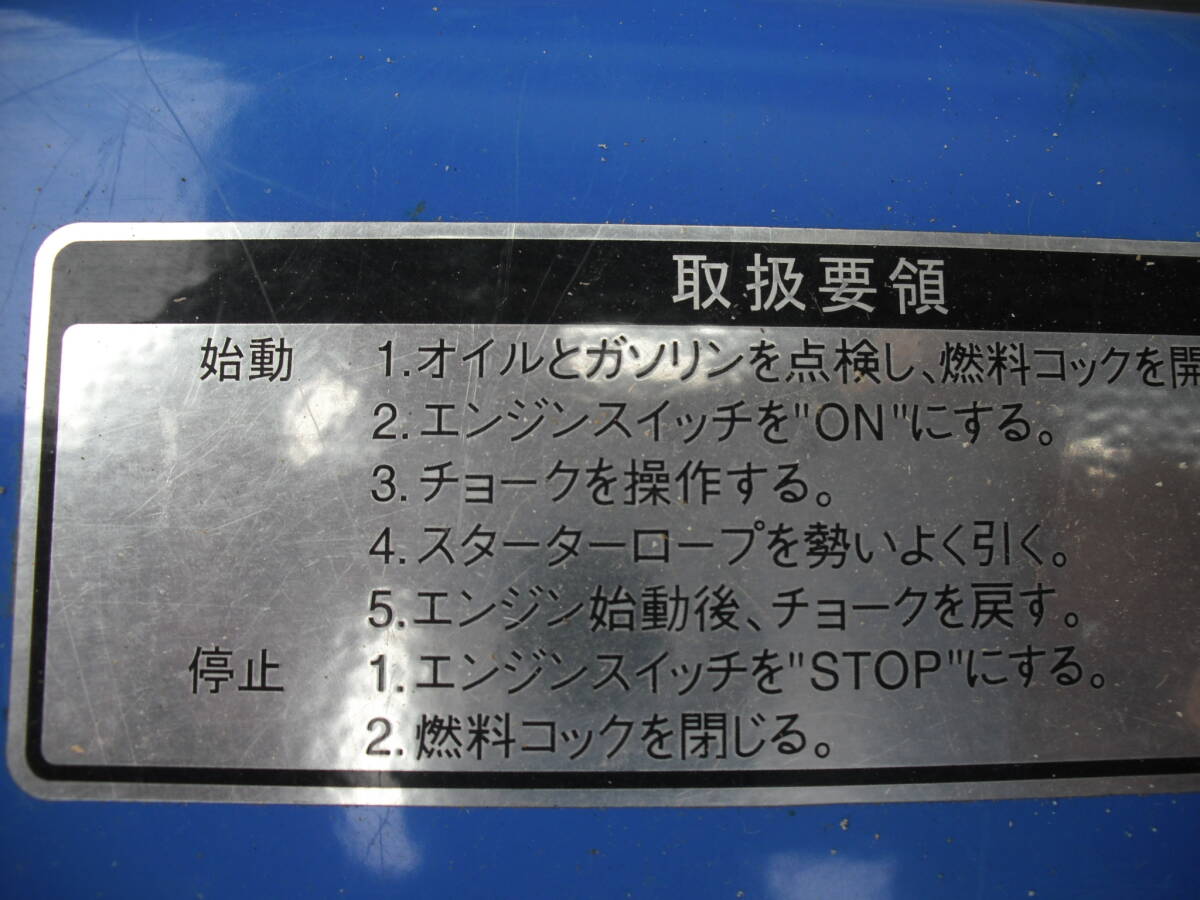 取扱要領
始動 1.オイルとガソリンを点検し、燃料コックを開
2.エンジンスイッチを"ON"にする。
3.チョークを操作する。
4.スターターロープを勢いよく引く。
5.エンジン始動後、チョークを戻す。
停止 1.エンジンスイッチを"STOP"にする。
2.燃料コックを閉じる。